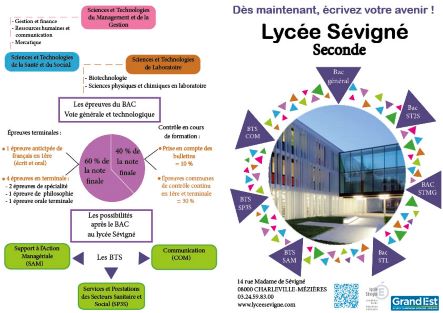 Sciences et Technologies
du Management et de la
Gestion
- Gestion et finance
- Ressources humaines et
communication
- Mercatique
Sciences et Technologies
de la Santé et du Social
Sciences et Technologies
de Laboratoire
- Biotechnologie
- Sciences physiques et chimiques en laboratoire
Les épreuves du BAC
Voie générale et technologique
Épreuves terminales :
• 1 épreuve anticipée de
français en 1ère
(écrit et oral)
• 4 épreuves en terminale :
- 2 épreuves de spécialité
- 1 épreuve de philosophie
- 1 épreuve orale terminale
60 % de
la note
finale
40 % de
la note
finale
Contrôle en cours de
formation :
• Prise en compte des
bulletins
= 10 %
• Épreuves communes
de contrôle continu
en 1ère et terminale
= 30 %
Les possibilités
après le BAC
au lycée Sévigné
Les BTS
Support à l'Action
Managériale
(SAM)
Communication
(COM)
Services et Prestations
des Secteurs Sanitaire et
Social (SP3S)
Dès maintenant, écrivez votre avenir !
Lycée Sévigné
Seconde
Bac
général
Bac
ST2S
Bac
STMG
Bac
STL
BTS
SAM
BTS
SP3S
BTS
COM
14 rue Madame de Sévigné
08000 CHARLEVILLE-MÉZIÈRES
03.24.59.83.00
www.lyceesevigne.com
Grand Est